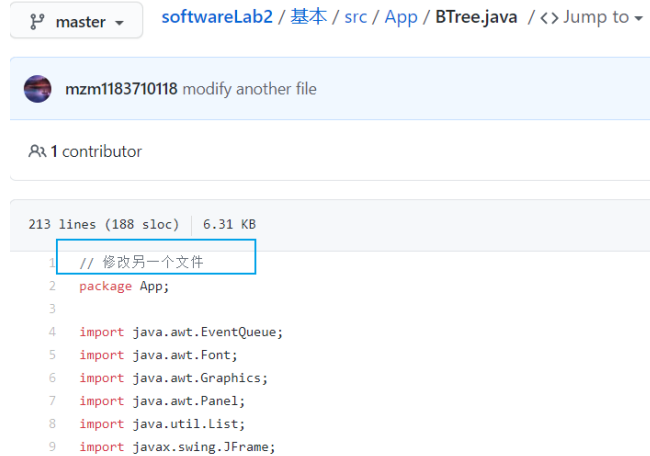 master
softwareLab2 / 基本 / src / App / BTree.java / <> Jump to
mzm1183710118 modify another file
1 contributor
213 lines (188 sloc) 6.31 KB
1 // 修改另一个文件
2 package App;
3
4 import java.awt.EventQueue;
5 import java.awt.Font;
6 import java.awt.Graphics;
7 import java.awt.Panel;
8 import java.util.List;
9 import javax.swing.JFrame;